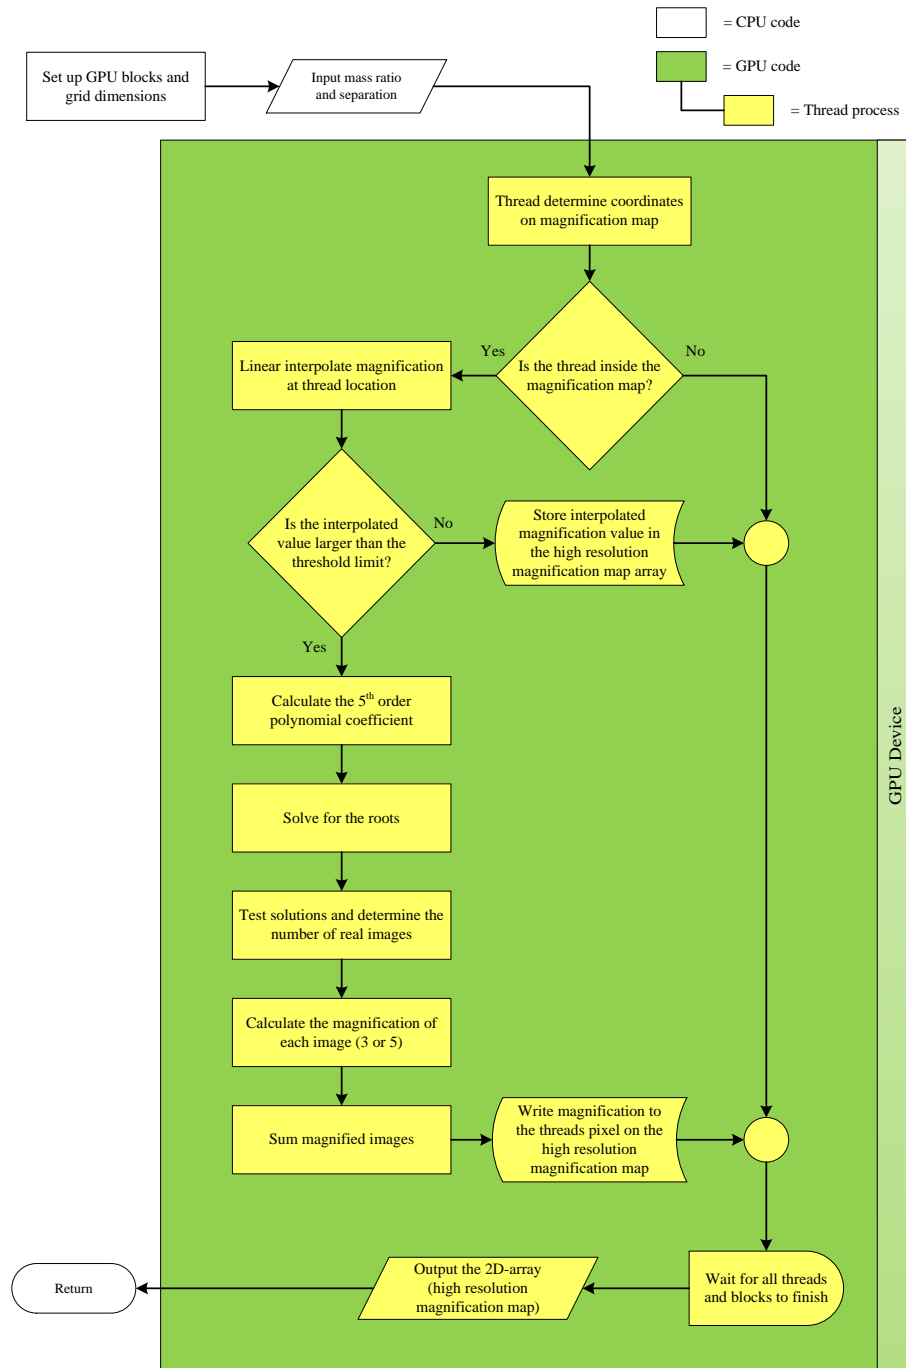 = CPU code
= GPU code
= Thread process
Set up GPU blocks and
grid dimensions
Input mass ratio
and separation
Thread determine coordinates
on magnification map
Is the thread inside the
magnification map?
Yes
No
Linear interpolate magnification
at thread location
Is the interpolated
value larger than the
threshold limit?
No
Yes
Store interpolated
magnification value in
the high resolution
magnification map array
Calculate the 5th order
polynomial coefficient
Solve for the roots
Test solutions and determine the
number of real images
Calculate the magnification of
each image (3 or 5)
Sum magnified images
Write magnification to
the threads pixel on the
high resolution
magnification map
Wait for all threads
and blocks to finish
Output the 2D-array
(high resolution
magnification map)
Return
GPU Device